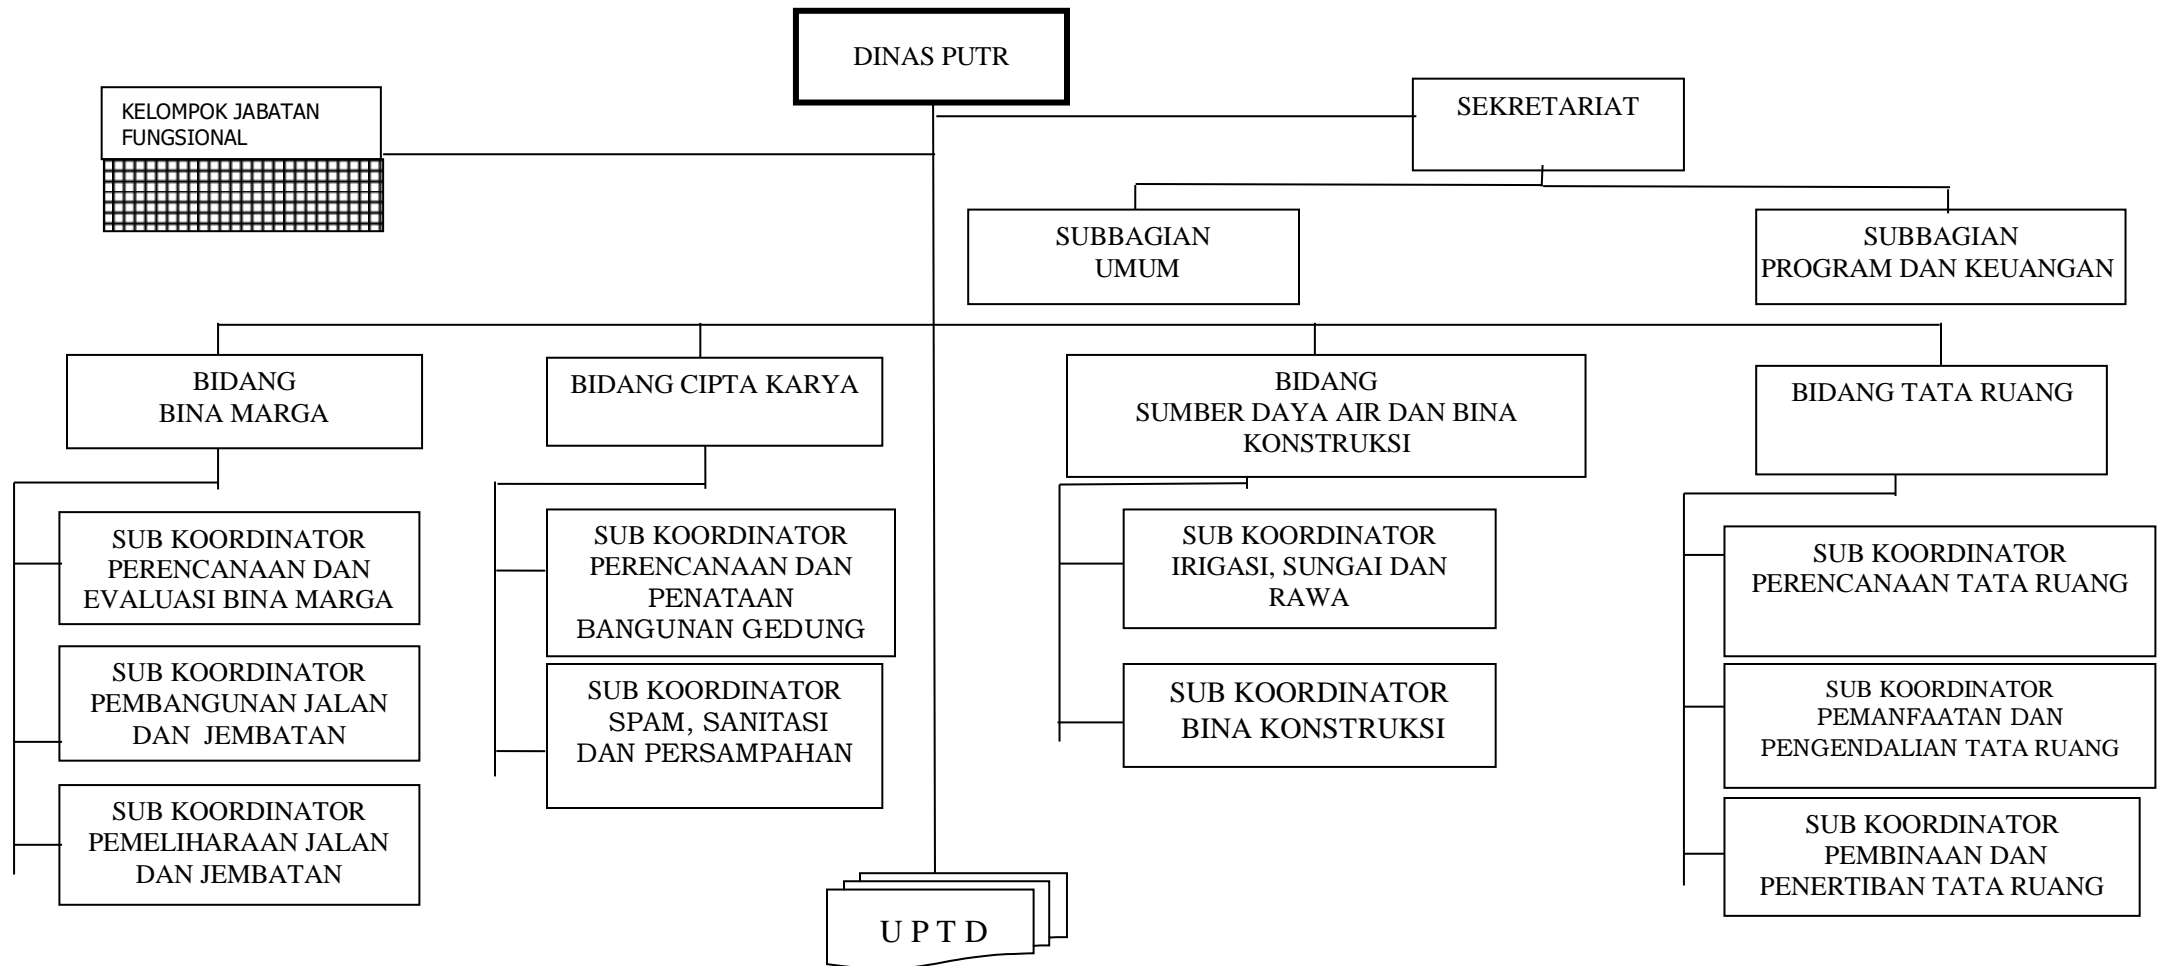 DINAS PUTR
KELOMPOK JABATAN
FUNGSIONAL
SEKRETARIAT
SUBBAGIAN
UMUM
SUBBAGIAN
PROGRAM DAN KEUANGAN
BIDANG
BINA MARGA
BIDANG CIPTA KARYA
BIDANG
SUMBER DAYA AIR DAN BINA
KONSTRUKSI
BIDANG TATA RUANG
SUB KOORDINATOR
PERENCANAAN DAN
EVALUASI BINA MARGA
SUB KOORDINATOR
PEMBANGUNAN JALAN
DAN JEMBATAN
SUB KOORDINATOR
PEMELIHARAAN JALAN
DAN JEMBATAN
SUB KOORDINATOR
PERENCANAAN DAN
PENATAAN
BANGUNAN GEDUNG
SUB KOORDINATOR
SPAM, SANITASI
DAN PERSAMPAHAN
SUB KOORDINATOR
IRIGASI, SUNGAI DAN
RAWA
SUB KOORDINATOR
BINA KONSTRUKSI
SUB KOORDINATOR
PERENCANAAN TATA RUANG
SUB KOORDINATOR
PEMANFAATAN DAN
PENGENDALIAN TATA RUANG
SUB KOORDINATOR
PEMBINAAN DAN
PENERTIBAN TATA RUANG
U P T D